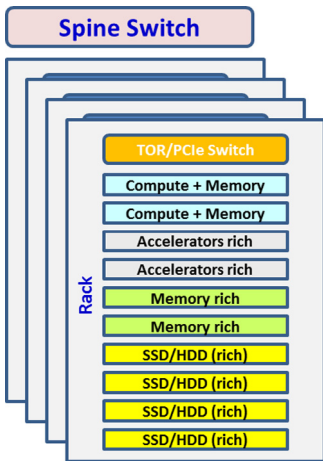 Spine Switch
TOR/PCIe Switch
Compute + Memory
Compute + Memory
Accelerators rich
Accelerators rich
Memory rich
Memory rich
SSD/HDD (rich)
SSD/HDD (rich)
SSD/HDD (rich)
SSD/HDD (rich)
Rack